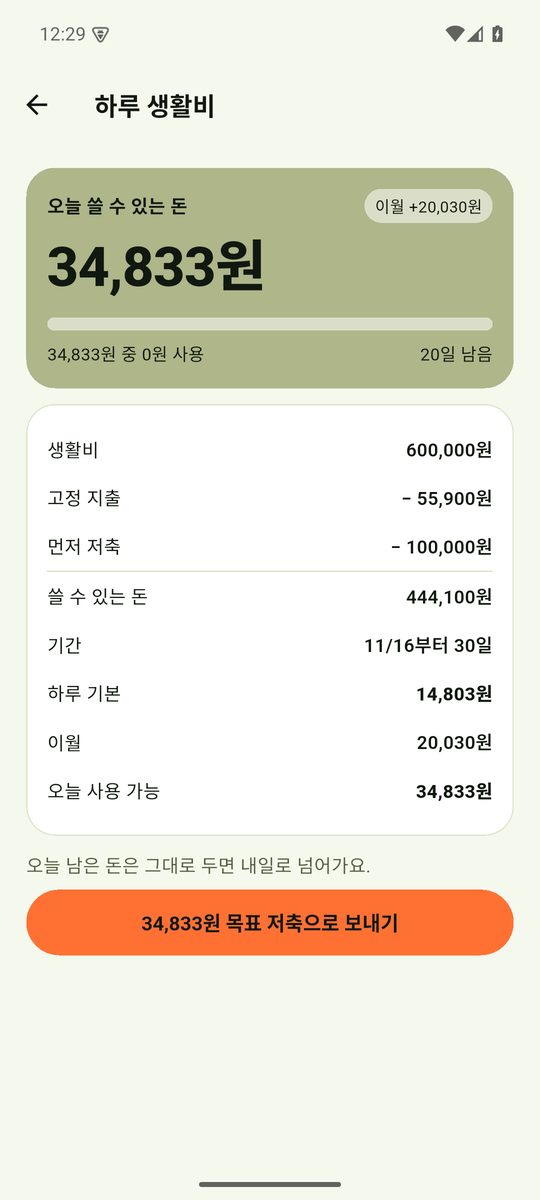 12:29
하루 생활비
오늘 쓸 수 있는 돈
이월 +20,030원
34,833원
34,833원 중 0원 사용
20일 남음
생활비 600,000원
고정 지출 − 55,900원
먼저 저축 − 100,000원
쓸 수 있는 돈 444,100원
기간 11/16부터 30일
하루 기본 14,803원
이월 20,030원
오늘 사용 가능 34,833원
오늘 남은 돈은 그대로 두면 내일로 넘어가요.
34,833원 목표 저축으로 보내기